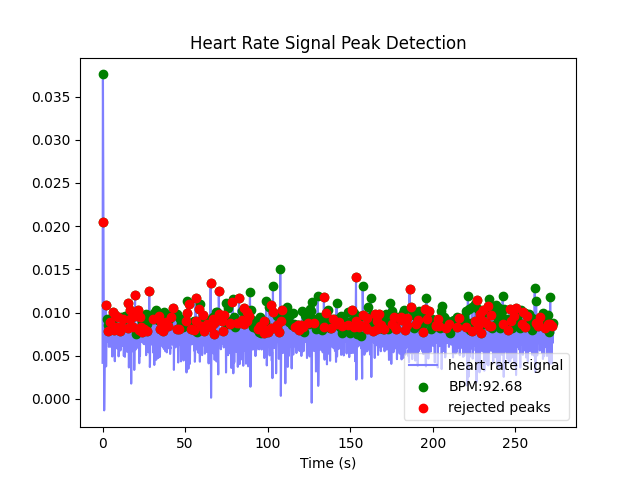 Heart Rate Signal Peak Detection
0.035
0.030
0.025
0.020
0.015
0.010
0.005
0.000
heart rate signal
BPM:92.68
rejected peaks
0 50 100 150 200 250
Time (s)